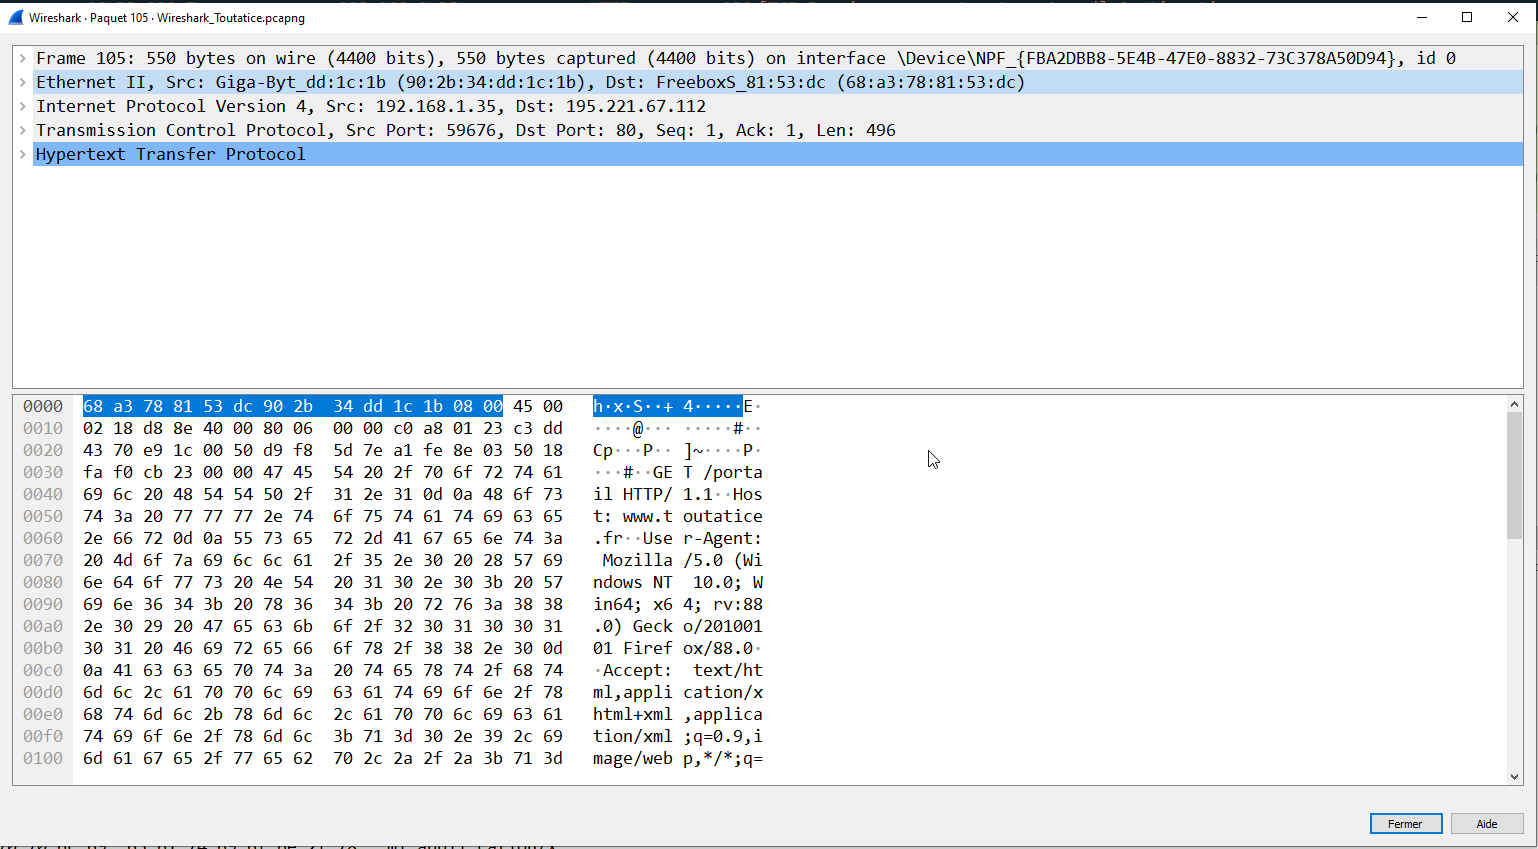 Wireshark · Paquet 105 · Wireshark_Toutatice.pcapng
Frame 105: 550 bytes on wire (4400 bits), 550 bytes captured (4400 bits) on interface \Device\NPF_{FBA2DBB8-5E4B-47E0-8832-73C378A50D94}, id 0
Ethernet II, Src: Giga-Byt_dd:1c:1b (90:2b:34:dd:1c:1b), Dst: FreeboxS_81:53:dc (68:a3:78:81:53:dc)
Internet Protocol Version 4, Src: 192.168.1.35, Dst: 195.221.67.112
Transmission Control Protocol, Src Port: 59676, Dst Port: 80, Seq: 1, Ack: 1, Len: 496
Hypertext Transfer Protocol
0000 68 a3 78 81 53 dc 90 2b 34 dd 1c 1b 08 00 45 00 h·x·S··+ 4·····E·
0010 02 18 d8 8e 40 00 80 06 00 00 c0 a8 01 23 c3 dd ····@··· ·····#··
0020 43 70 e9 1c 00 50 d9 f8 5d 7e a1 fe 8e 03 50 18 Cp···P·· ]~····P·
0030 fa f0 cb 23 00 00 47 45 54 20 2f 70 6f 72 74 61 ···#··GE T /porta
0040 69 6c 20 48 54 54 50 2f 31 2e 31 0d 0a 48 6f 73 il HTTP/ 1.1··Hos
0050 74 3a 20 77 77 77 2e 74 6f 75 74 61 74 69 63 65 t: www.t outatice
0060 2e 66 72 0d 0a 55 73 65 72 2d 41 67 65 6e 74 3a .fr··Use r-Agent:
0070 20 4d 6f 7a 69 6c 6c 61 2f 35 2e 30 20 28 57 69 Mozilla /5.0 (Wi
0080 6e 64 6f 77 73 20 4e 54 20 31 30 2e 30 3b 20 57 ndows NT 10.0; W
0090 69 6e 36 34 3b 20 78 36 34 3b 20 72 76 3a 38 38 in64; x6 4; rv:88
00a0 2e 30 29 20 47 65 63 6b 6f 2f 32 30 31 30 30 31 .0) Geck o/201001
00b0 30 31 20 46 69 72 65 66 6f 78 2f 38 38 2e 30 0d 01 Firef ox/88.0·
00c0 0a 41 63 63 65 70 74 3a 20 74 65 78 74 2f 68 74 ·Accept: text/ht
00d0 6d 6c 2c 61 70 70 6c 69 63 61 74 69 6f 6e 2f 78 ml,appli cation/x
00e0 68 74 6d 6c 2b 78 6d 6c 2c 61 70 70 6c 69 63 61 html+xml ,applica
00f0 74 69 6f 6e 2f 78 6d 6c 3b 71 3d 30 2e 39 2c 69 tion/xml ;q=0.9,i
0100 6d 61 67 65 2f 77 65 62 70 2c 2a 2f 2a 3b 71 3d mage/web p,*/*;q=
Fermer
Aide